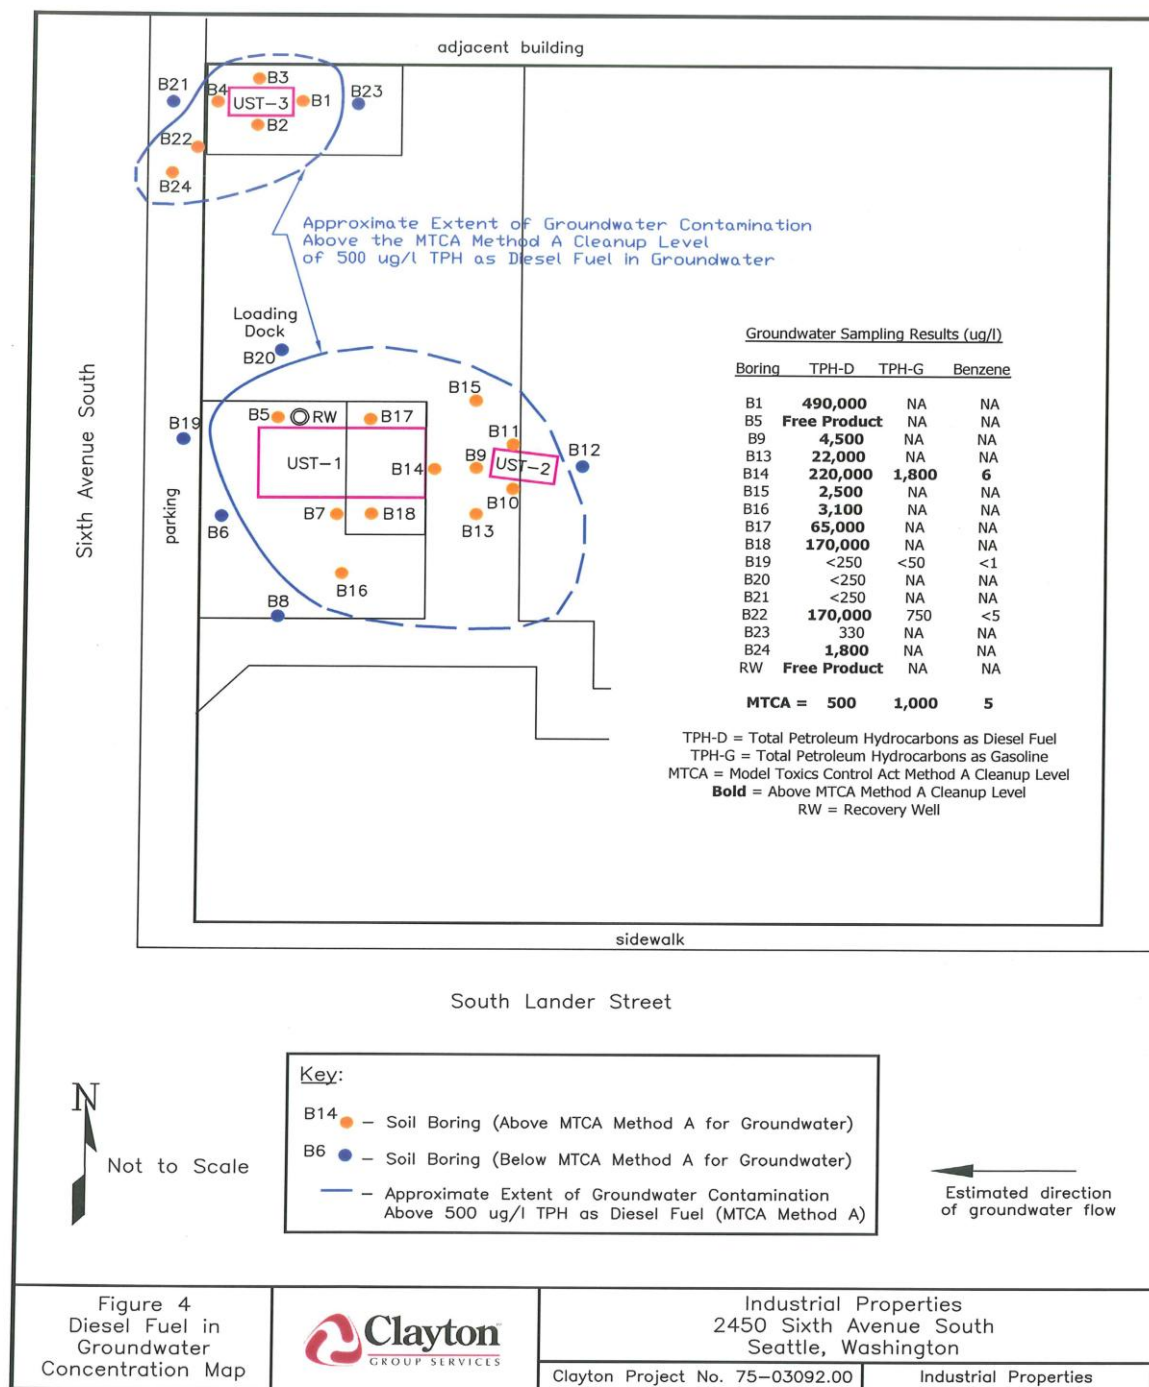 adjacent building
B3
B21
B4
UST-3
B1
B23
B2
B22
B24
Approximate Extent of Groundwater Contamination
Above the MTCA Method A Cleanup Level
of 500 ug/l TPH as Diesel Fuel in Groundwater
Loading
Dock
B20
Sixth Avenue South
parking
B19
B5
RW
B17
B15
B11
B12
UST-1
B14
B9
UST-2
B10
B6
B7
B18
B13
B16
B8
Groundwater Sampling Results (ug/l)
Boring TPH-D TPH-G Benzene
B1 490,000 NA NA
B5 Free Product NA NA
B9 4,500 NA NA
B13 22,000 NA NA
B14 220,000 1,800 6
B15 2,500 NA NA
B16 3,100 NA NA
B17 65,000 NA NA
B18 170,000 NA NA
B19 <250 <50 <1
B20 <250 NA NA
B21 <250 NA NA
B22 170,000 750 <5
B23 330 NA NA
B24 1,800 NA NA
RW Free Product NA NA
MTCA = 500 1,000 5
TPH-D = Total Petroleum Hydrocarbons as Diesel Fuel
TPH-G = Total Petroleum Hydrocarbons as Gasoline
MTCA = Model Toxics Control Act Method A Cleanup Level
Bold = Above MTCA Method A Cleanup Level
RW = Recovery Well
sidewalk
South Lander Street
N
Not to Scale
Key:
B14 – Soil Boring (Above MTCA Method A for Groundwater)
B6 – Soil Boring (Below MTCA Method A for Groundwater)
– Approximate Extent of Groundwater Contamination
Above 500 ug/l TPH as Diesel Fuel (MTCA Method A)
Estimated direction
of groundwater flow
Figure 4
Diesel Fuel in
Groundwater
Concentration Map
Clayton
GROUP SERVICES
Industrial Properties
2450 Sixth Avenue South
Seattle, Washington
Clayton Project No. 75-03092.00
Industrial Properties